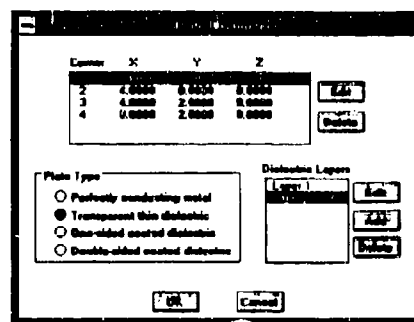 Corner X Y Z
2 4.0000 0.0000 0.0000
3 4.0000 2.0000 0.0000
4 0.0000 2.0000 0.0000
Edit
Delete
Plate Type
Perfectly conducting metal
Transparent thin dielectric
One-sided coated dielectric
Double-sided coated dielectric
Dielectric Layers
Layer 1
Edit
Add
Delete
OK
Cancel